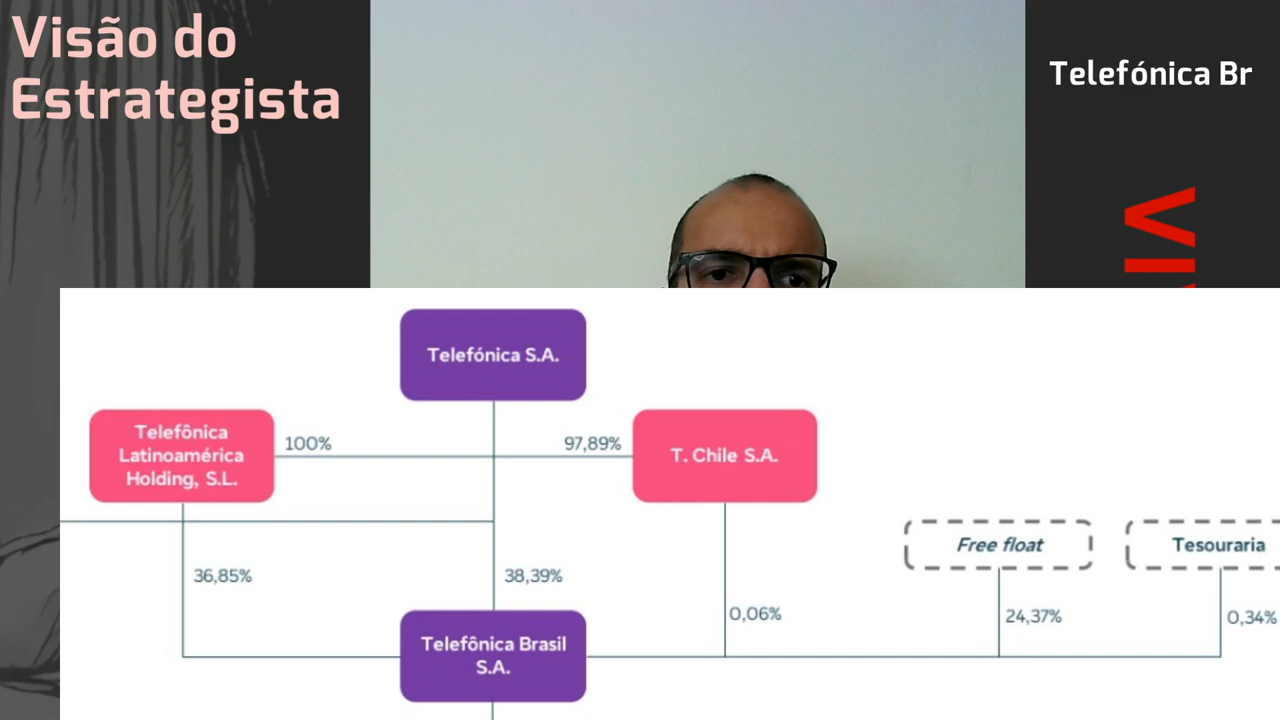 Visão do
Estrategista
Telefónica Br
Telefónica S.A.
Telefônica
Latinoamérica
Holding, S.L.
100%
97,89%
T. Chile S.A.
Free float
Tesouraria
36,85%
38,39%
0,06%
24,37%
0,34%
Telefônica Brasil
S.A.